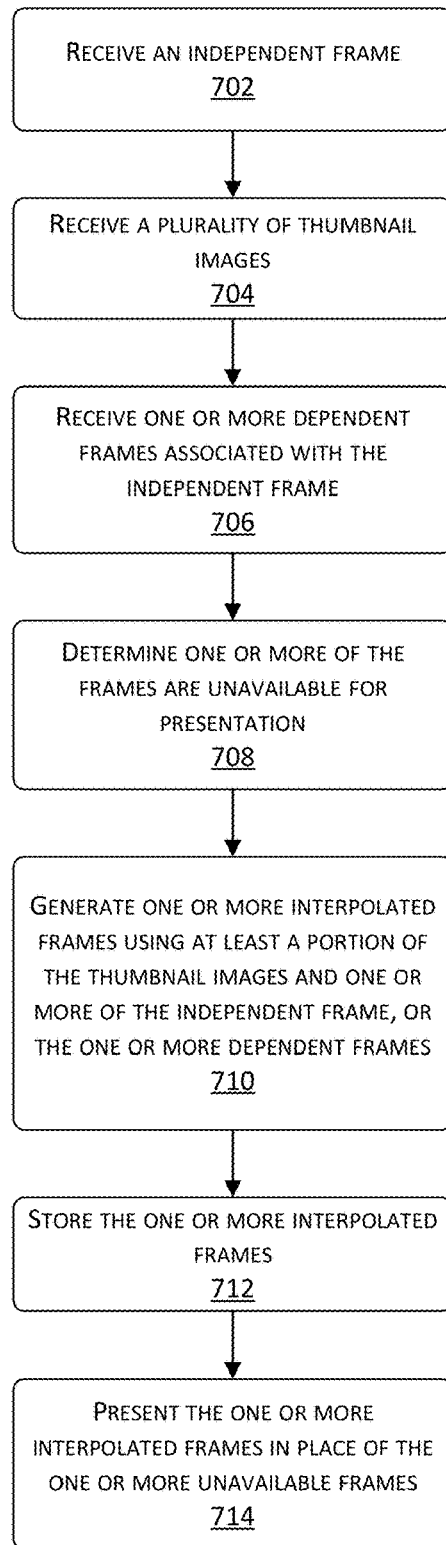 RECEIVE AN INDEPENDENT FRAME
702
RECEIVE A PLURALITY OF THUMBNAIL
IMAGES
704
RECEIVE ONE OR MORE DEPENDENT
FRAMES ASSOCIATED WITH THE
INDEPENDENT FRAME
706
DETERMINE ONE OR MORE OF THE
FRAMES ARE UNAVAILABLE FOR
PRESENTATION
708
GENERATE ONE OR MORE INTERPOLATED
FRAMES USING AT LEAST A PORTION OF
THE THUMBNAIL IMAGES AND ONE OR
MORE OF THE INDEPENDENT FRAME, OR
THE ONE OR MORE DEPENDENT FRAMES
710
STORE THE ONE OR MORE INTERPOLATED
FRAMES
712
PRESENT THE ONE OR MORE
INTERPOLATED FRAMES IN PLACE OF THE
ONE OR MORE UNAVAILABLE FRAMES
714